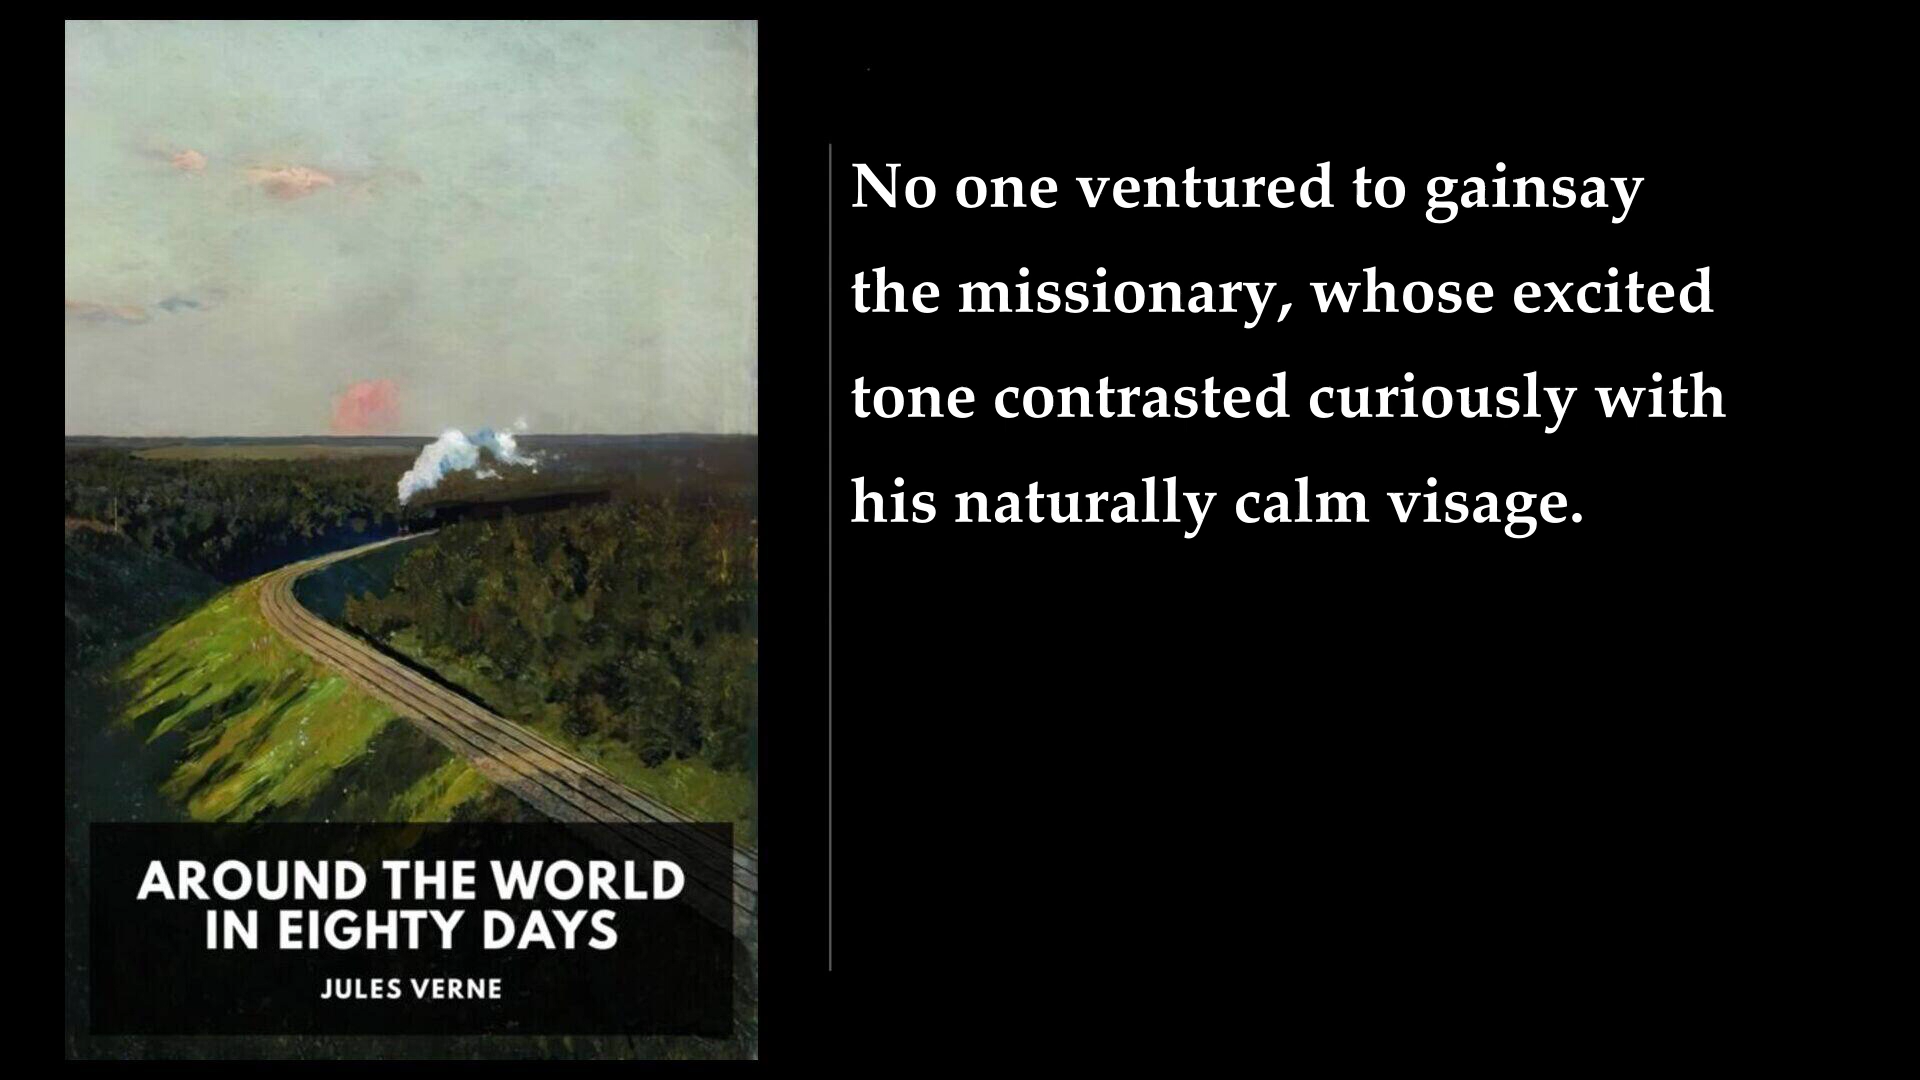 No one ventured to gainsay
the missionary, whose excited
tone contrasted curiously with
his naturally calm visage.
AROUND THE WORLD
IN EIGHTY DAYS
JULES VERNE